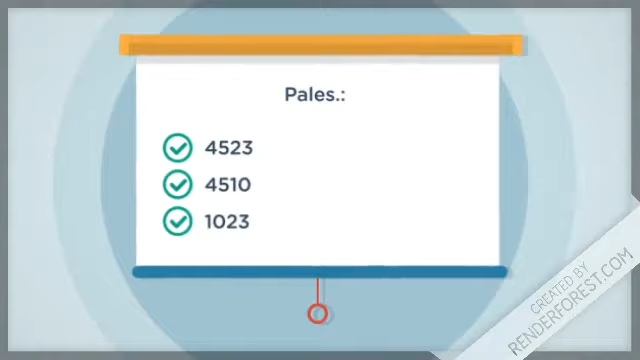 Pales.:
4523
4510
1023
CREATED BY
RENDERFOREST.COM